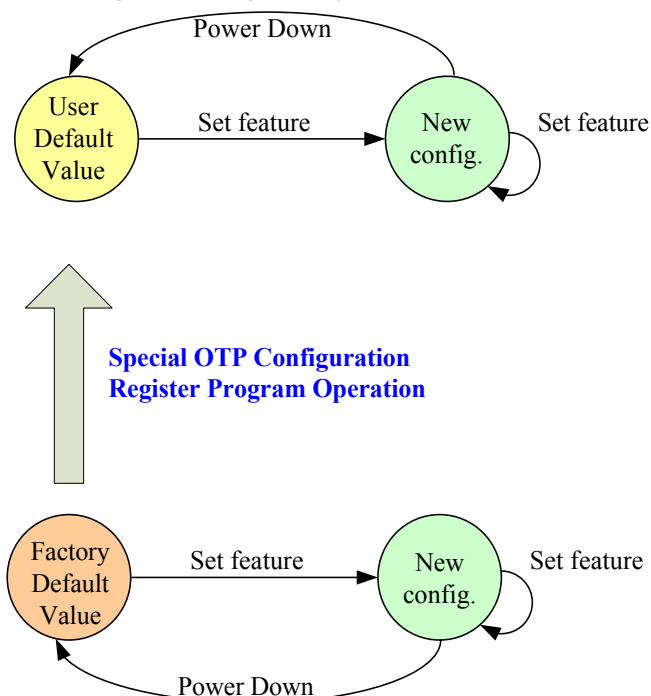 Power Down
User
Default
Value
Set feature
New
config.
Set feature
Special OTP Configuration
Register Program Operation
Factory
Default
Value
Set feature
New
config.
Set feature
Power Down